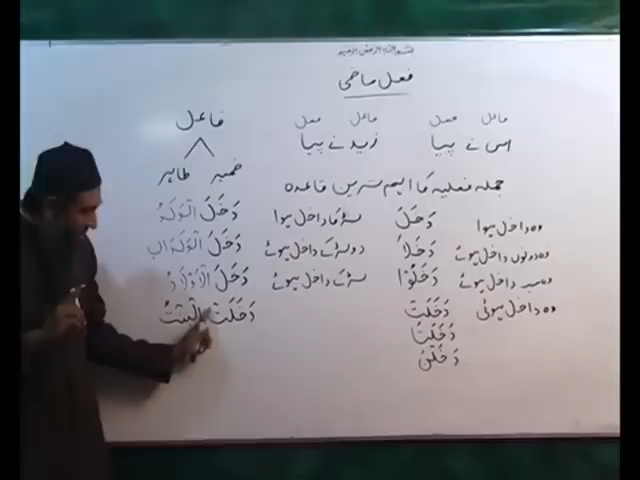 بسم اللہ الرحمن الرحیم
فعل ماضی
فاعل فعل فاعل فعل فاعل
اس نے پیا زید نے پیا
ضمیر ظاہر
جملہ فعلیہ کا اہم ترین قاعدہ
وہ داخل ہوا دَخَلَ لڑکا داخل ہوا دَخَلَ الْوَلَدُ
وہ دونوں داخل ہوئے دَخَلَا دو لڑکے داخل ہوئے دَخَلَ الْوَلَدَانِ
وہ سب داخل ہوئے دَخَلُوْا لڑکے داخل ہوئے دَخَلَ الْاَوْلَادُ
وہ داخل ہوئی دَخَلَتْ دَخَلَتْ الْبِنْتُ
دَخَلَتَا
دَخَلْنَ